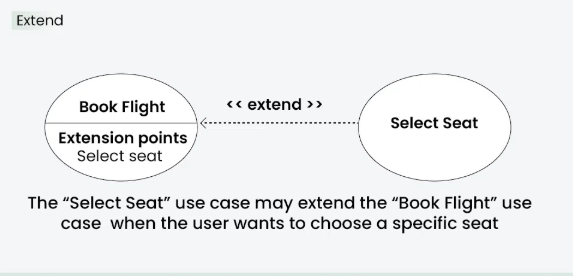 Extend
Book Flight
Extension points
Select seat
<< extend >>
Select Seat
The “Select Seat” use case may extend the “Book Flight” use
case when the user wants to choose a specific seat